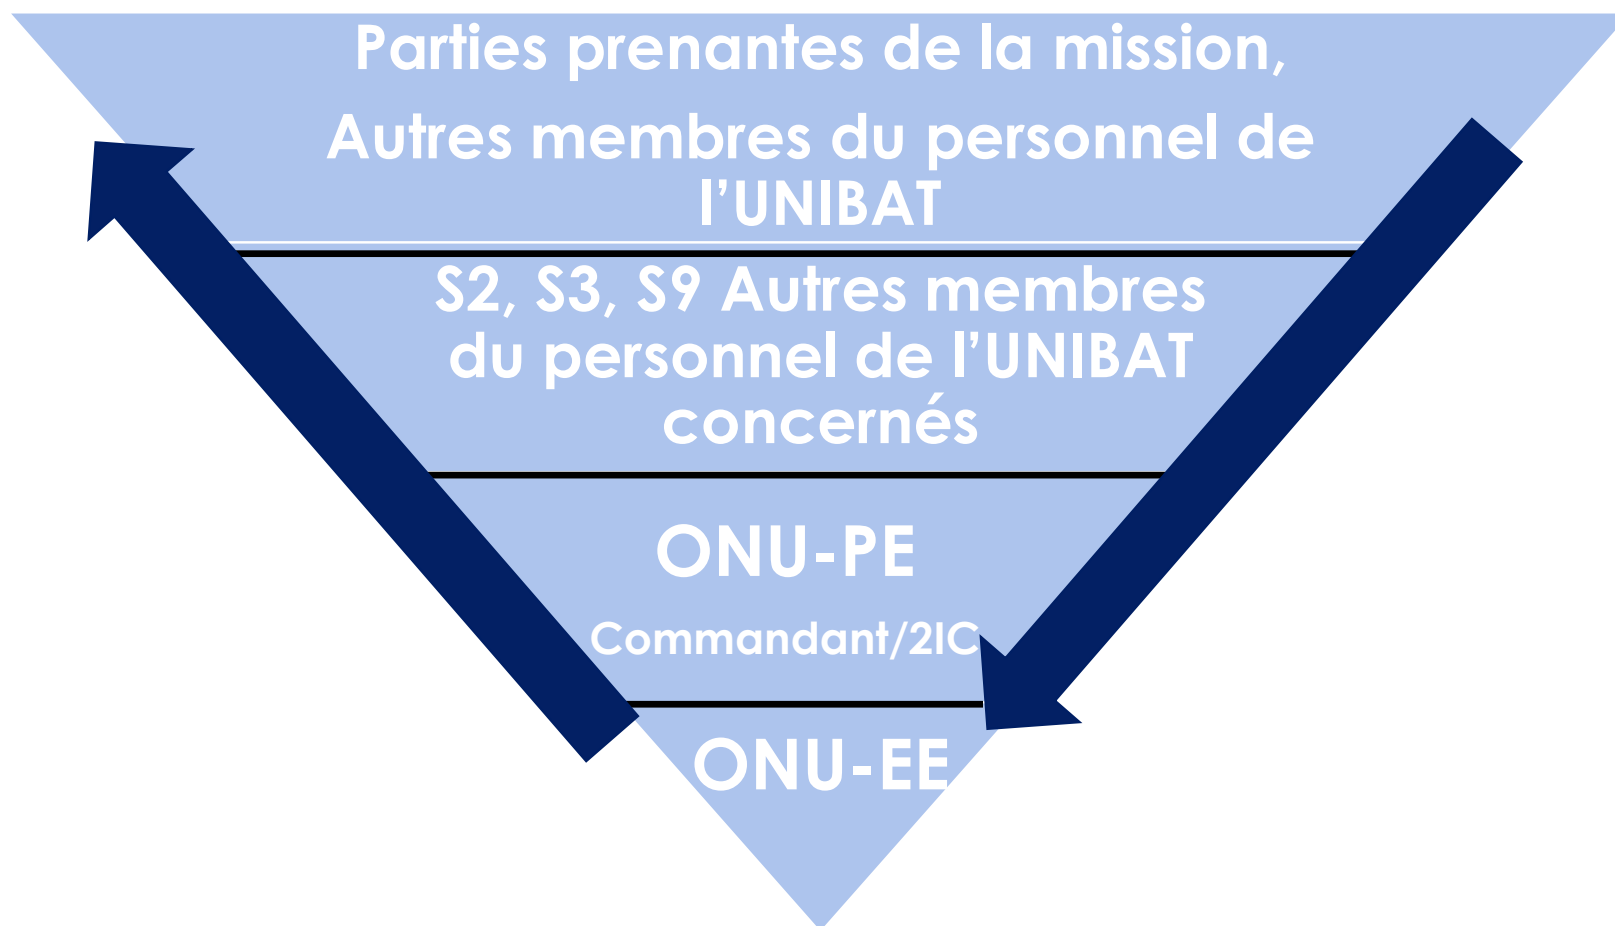 Parties prenantes de la mission,
Autres membres du personnel de
l’UNIBAT
S2, S3, S9 Autres membres
du personnel de l’UNIBAT
concernés
ONU-PE
Commandant/2IC
ONU-EE